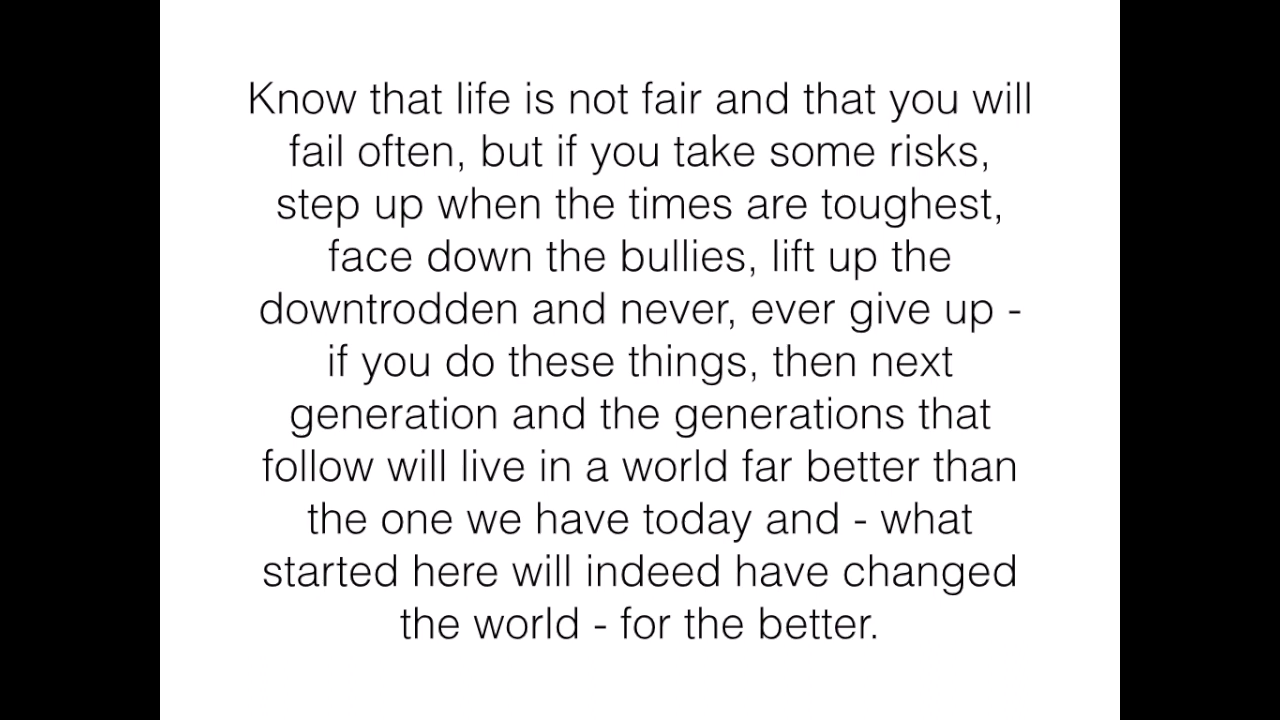 Know that life is not fair and that you will
fail often, but if you take some risks,
step up when the times are toughest,
face down the bullies, lift up the
downtrodden and never, ever give up -
if you do these things, then next
generation and the generations that
follow will live in a world far better than
the one we have today and - what
started here will indeed have changed
the world - for the better.